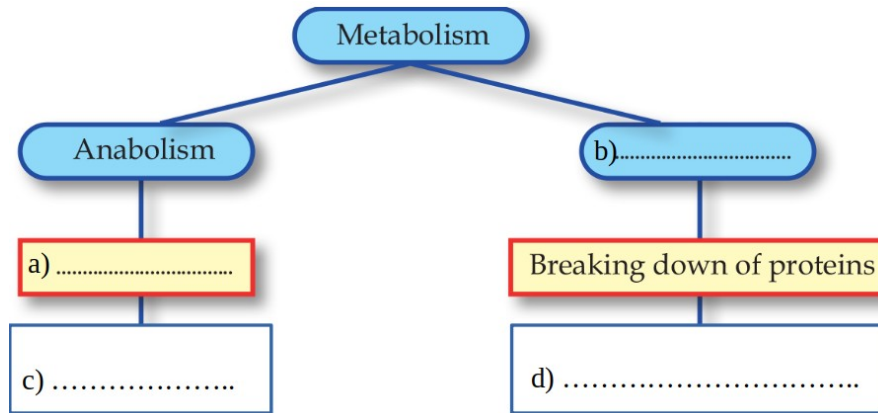 Metabolism
Anabolism
b)..................................
a) ..................................
Breaking down of proteins
c) ………………..
d) …………………………..